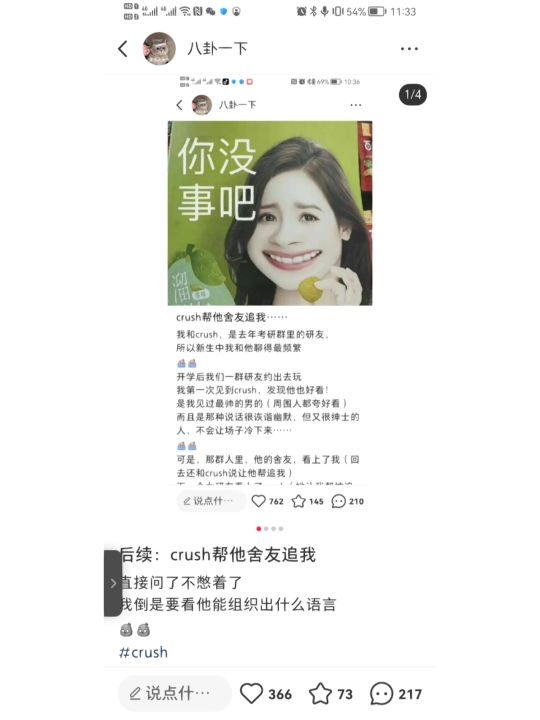 54% 11:33
八卦一下
69% 10:36
八卦一下
1/4
你没
事吧
溜
crush帮他舍友追我……
我和crush，是去年考研群里的研友，
所以新生中我和他聊得最频繁
开学后我们一群研友约出去玩
我第一次见到crush，发现他也好看！
是我见过最帅的男的（周围人都夸好看）
而且是那种说话很诙谐幽默，但又很绅士的
人，不会让场子冷下来……
可是，那群人里，他的舍友，看上了我（回
去还和crush说让他帮追我）
说点什… 762 145 210
后续：crush帮他舍友追我
直接问了不憋着了
我倒是要看他能组织出什么语言
#crush
说点什… 366 73 217